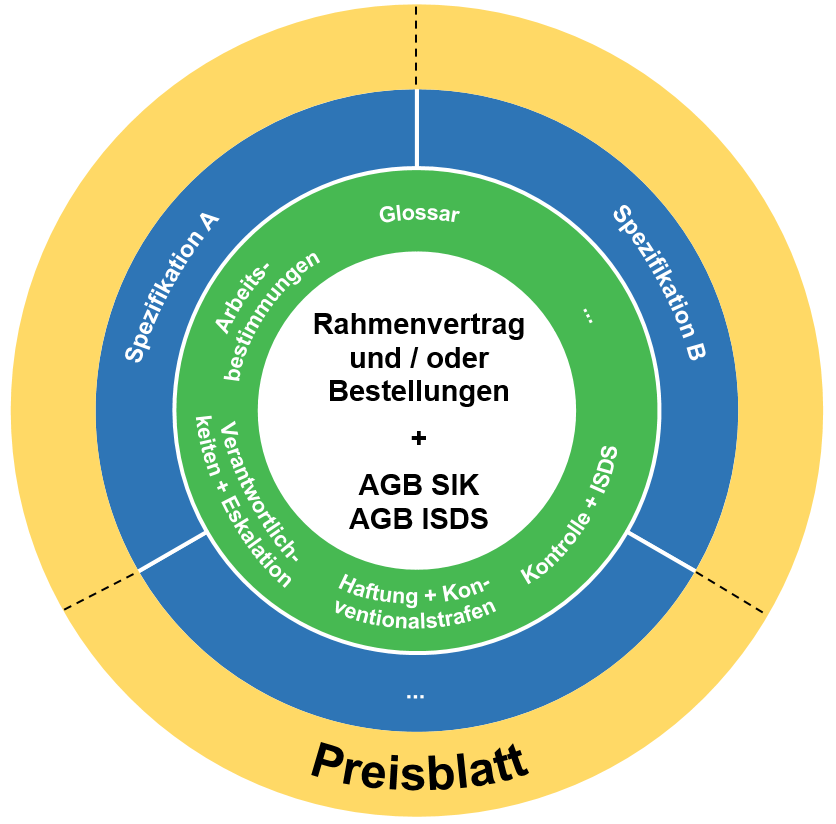 Glossar
Arbeits-
bestimmungen
...
Spezifikation A
Spezifikation B
Rahmenvertrag
und / oder
Bestellungen
+
AGB SIK
AGB ISDS
Verantwortlich-
keiten + Eskalation
Haftung + Kon-
ventionalstrafen
Kontrolle + ISDS
...
Preisblatt